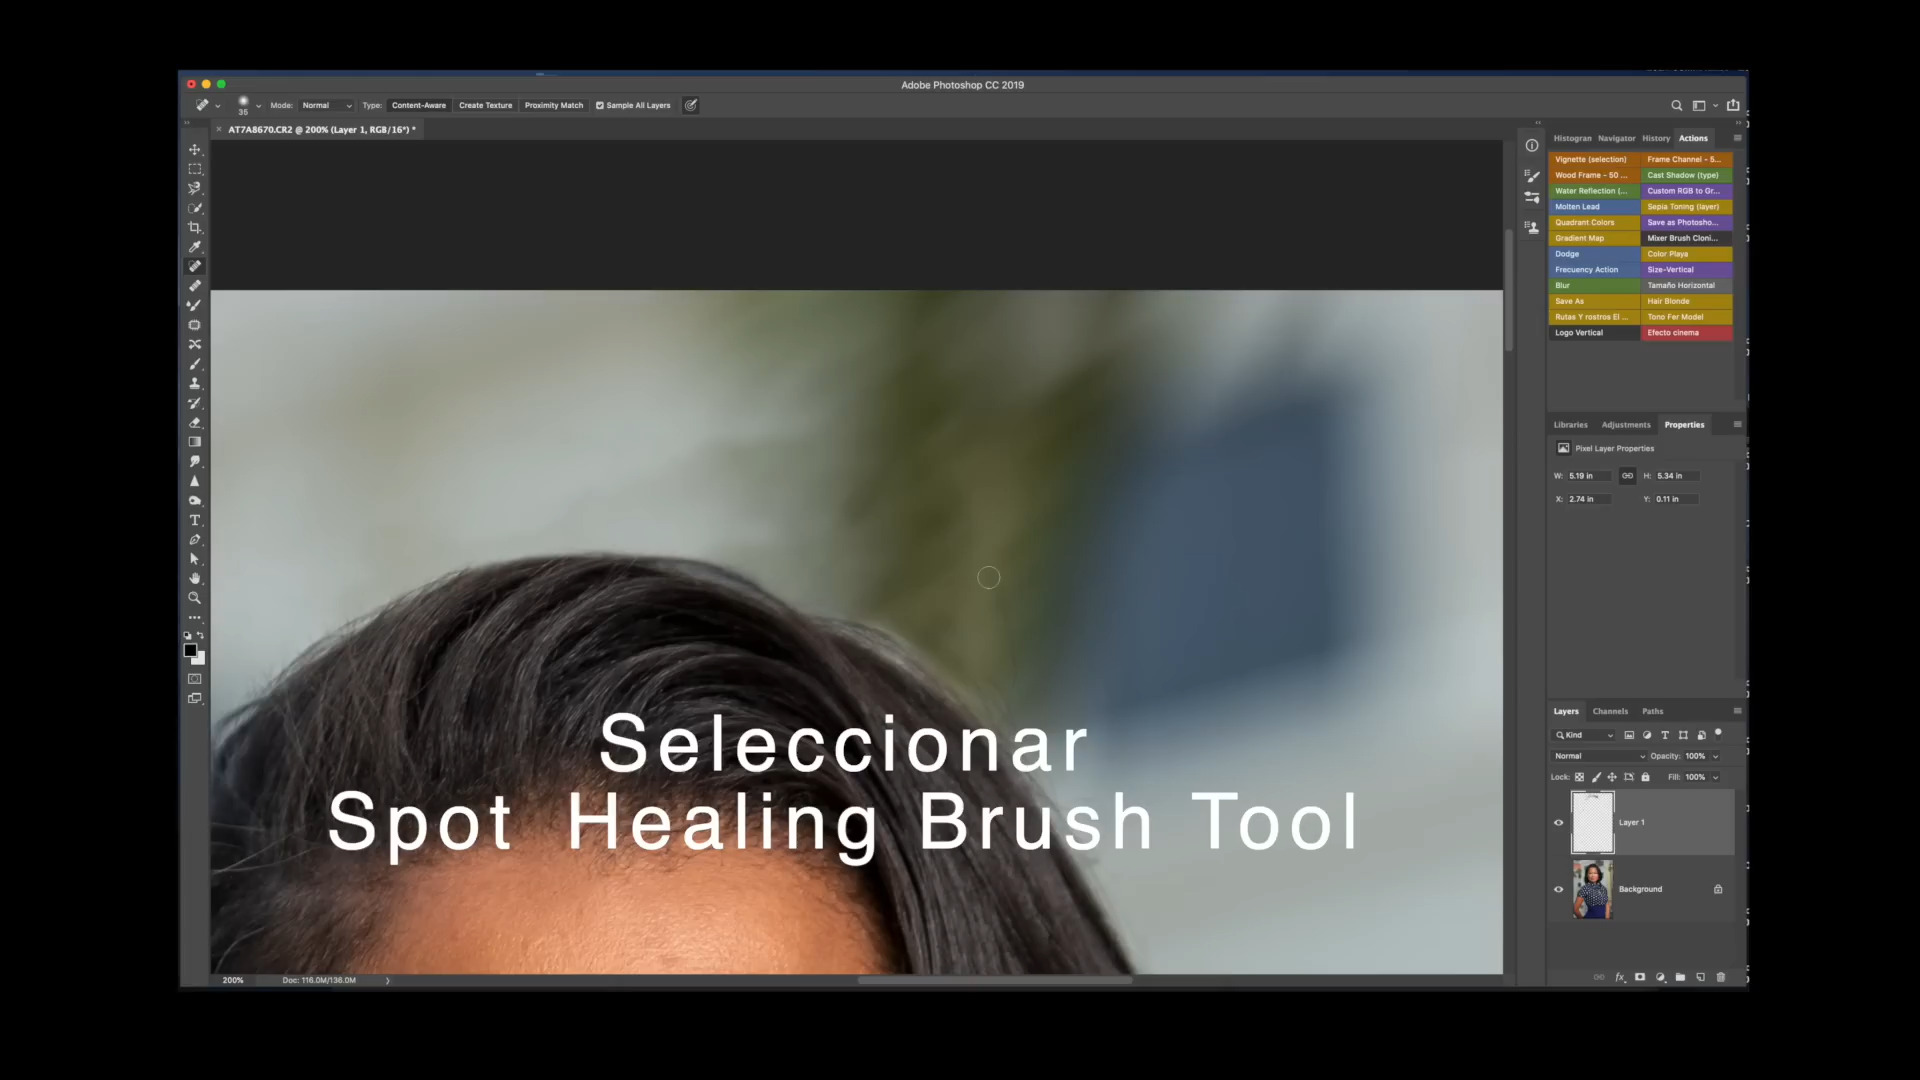 Adobe Photoshop CC 2019
35 Mode: Normal Type: Content-Aware Create Texture Proximity Match Sample All Layers
× AT7A8670.CR2 @ 200% (Layer 1, RGB/16*) *
Histogran Navigator History Actions
Vignette (selection) Frame Channel - 5...
Wood Frame - 50 ... Cast Shadow (type)
Water Reflection (... Custom RGB to Gr...
Molten Lead Sepia Toning (layer)
Quadrant Colors Save as Photosho...
Gradient Map Mixer Brush Cloni...
Dodge Color Playa
Frecuency Action Size-Vertical
Blur Tamaño Horizontal
Save As Hair Blonde
Rutas Y rostros El ... Tono Fer Model
Logo Vertical Efecto cinema
Libraries Adjustments Properties
Pixel Layer Properties
W: 5.19 in H: 5.34 in
X: 2.74 in Y: 0.11 in
Seleccionar
Spot Healing Brush Tool
Layers Channels Paths
Kind
Normal Opacity: 100%
Lock: Fill: 100%
Layer 1
Background
200% Doc: 116.0M/136.0M